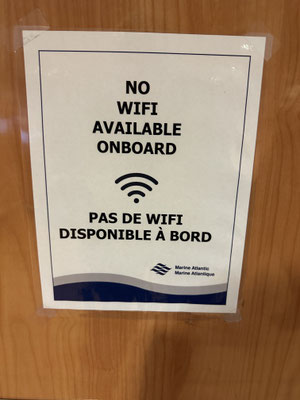 NO
WIFI
AVAILABLE
ONBOARD
PAS DE WIFI
DISPONIBLE À BORD
Marine Atlantic
Marine Atlantique